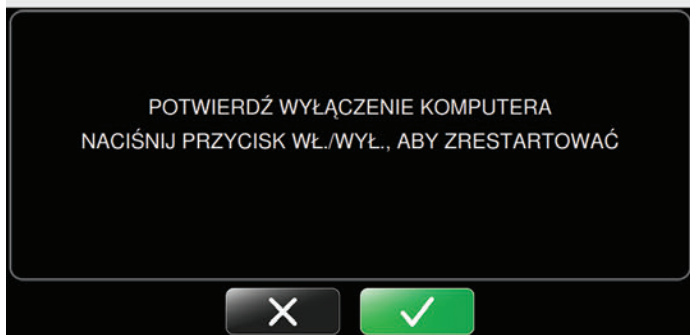 POTWIERDŹ WYŁĄCZENIE KOMPUTERA
NACIŚNIJ PRZYCISK WŁ./WYŁ., ABY ZRESTARTOWAĆ